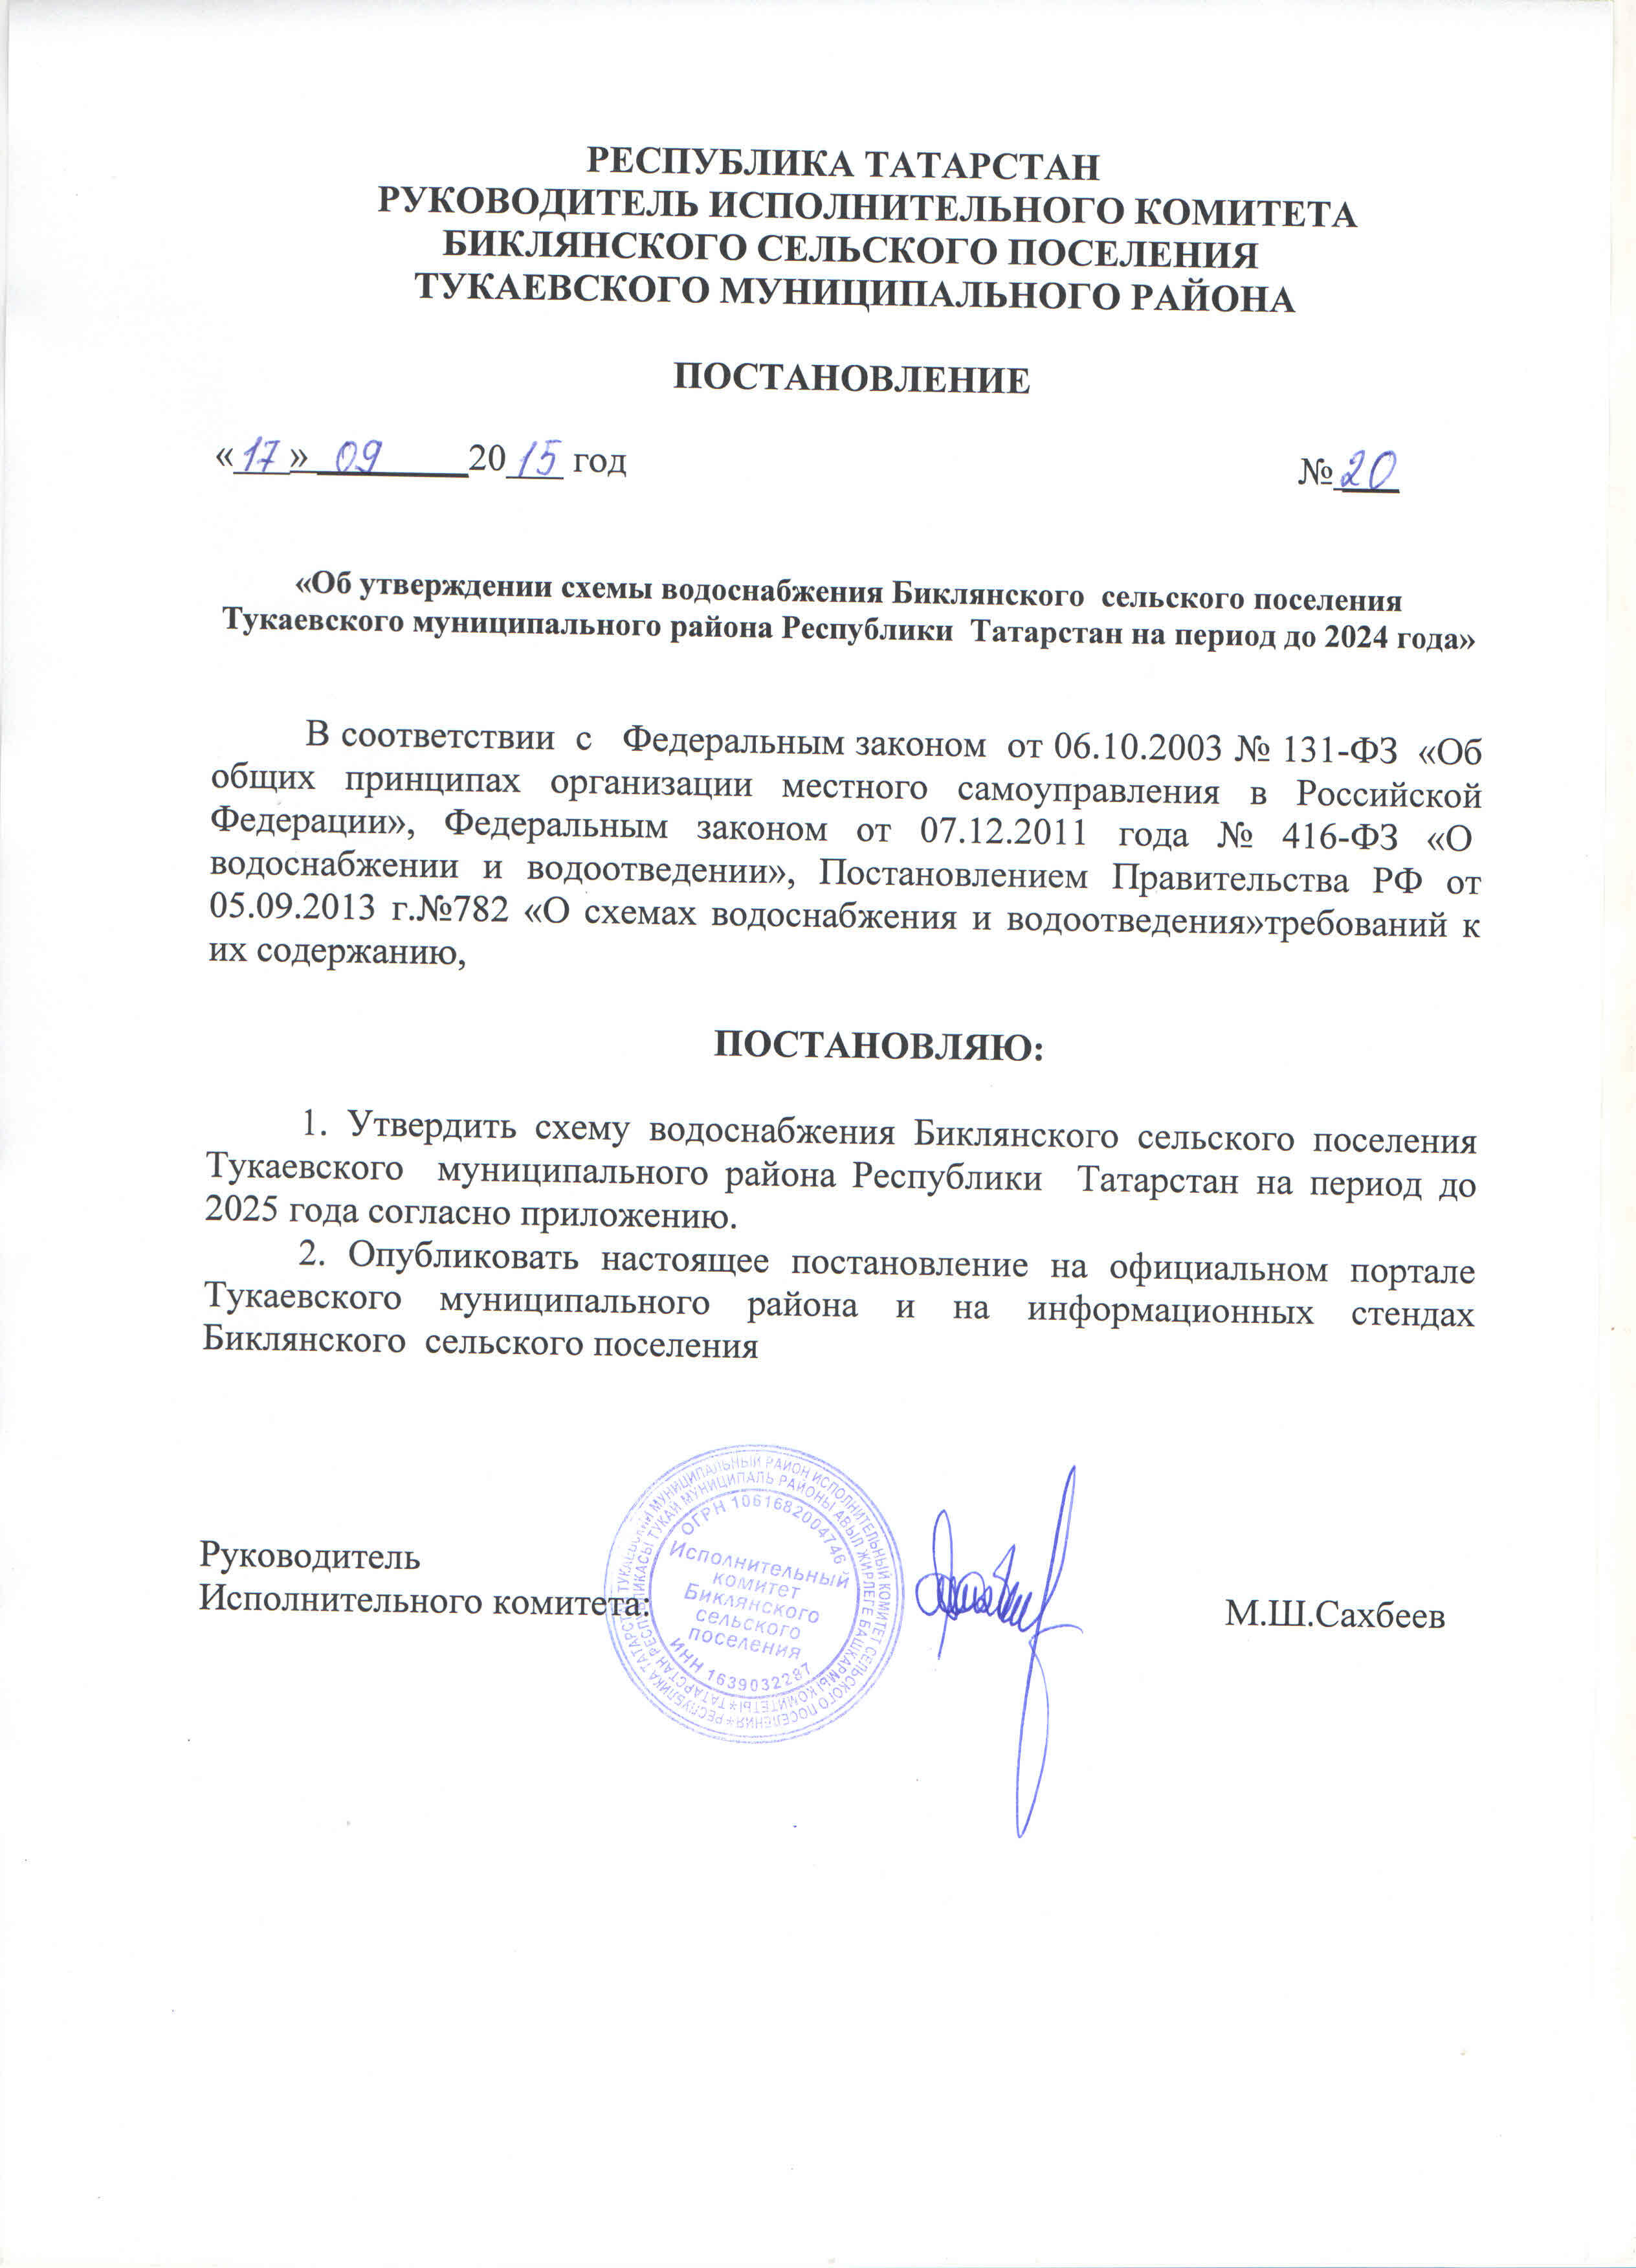 РЕСПУБЛИКА ТАТАРСТАН
РУКОВОДИТЕЛЬ ИСПОЛНИТЕЛЬНОГО КОМИТЕТА
БИКЛЯНСКОГО СЕЛЬСКОГО ПОСЕЛЕНИЯ
ТУКАЕВСКОГО МУНИЦИПАЛЬНОГО РАЙОНА
ПОСТАНОВЛЕНИЕ
«17» 09 2015 год №20
«Об утверждении схемы водоснабжения Биклянского сельского поселения
Тукаевского муниципального района Республики Татарстан на период до 2024 года»
В соответствии с Федеральным законом от 06.10.2003 № 131-ФЗ «Об
общих принципах организации местного самоуправления в Российской
Федерации», Федеральным законом от 07.12.2011 года № 416-ФЗ «О
водоснабжении и водоотведении», Постановлением Правительства РФ от
05.09.2013 г.№782 «О схемах водоснабжения и водоотведения»требований к
их содержанию,
ПОСТАНОВЛЯЮ:
1. Утвердить схему водоснабжения Биклянского сельского поселения
Тукаевского муниципального района Республики Татарстан на период до
2025 года согласно приложению.
2. Опубликовать настоящее постановление на официальном портале
Тукаевского муниципального района и на информационных стендах
Биклянского сельского поселения
Руководитель
Исполнительного комитета:
М.Ш.Сахбеев
РЕСПУБЛИКА ТАТАРСТАН ТУКАЕВСКИЙ МУНИЦИПАЛЬНЫЙ РАЙОН ИСПОЛНИТЕЛЬНЫЙ КОМИТЕТ СЕЛЬСКОГО ПОСЕЛЕНИЯ
ТАТАРСТАН РЕСПУБЛИКАСЫ ТУКАЙ МУНИЦИПАЛЬ РАЙОНЫ АВЫЛ ЖИРЛЕГЕ БАШКАРМЫ КОМИТЕТЫ
ОГРН 1061682004746
Исполнительный
комитет
Биклянского
сельского
поселения
ИНН 1639032287